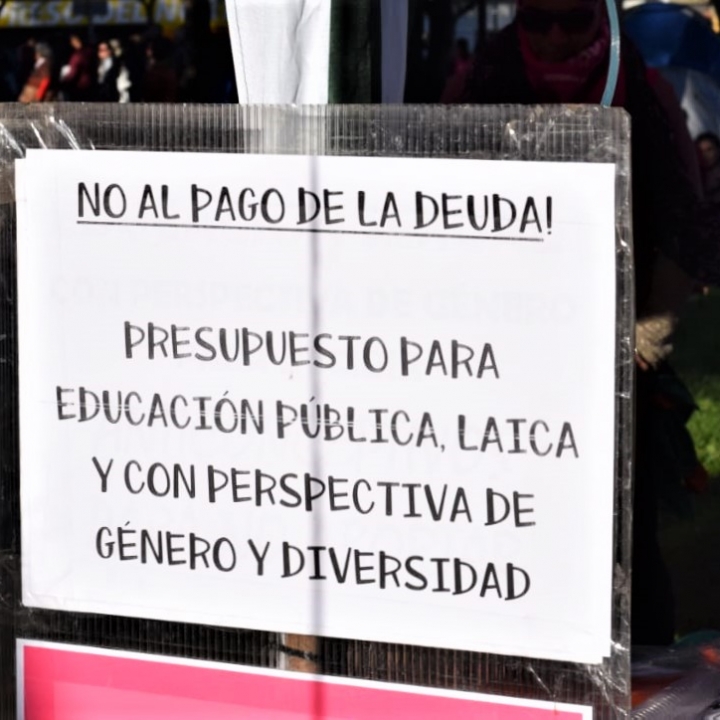 NO AL PAGO DE LA DEUDA!
PRESUPUESTO PARA
EDUCACIÓN PÚBLICA, LAICA
Y CON PERSPECTIVA DE
GÉNERO Y DIVERSIDAD